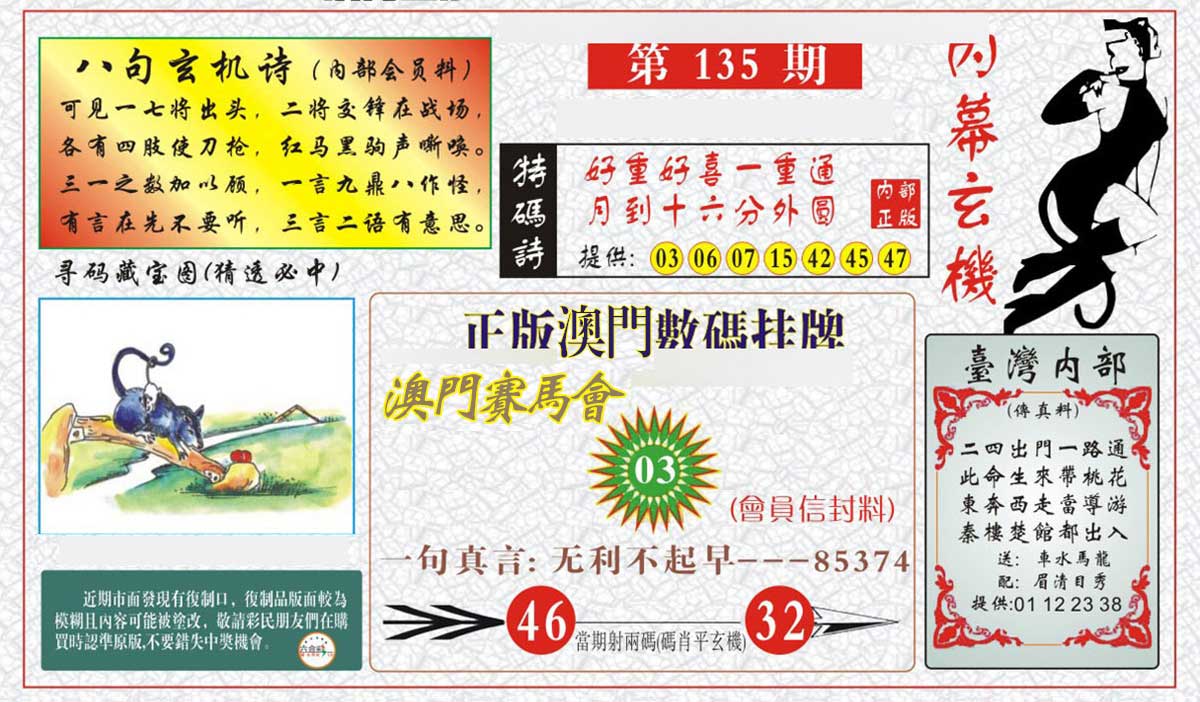 八句玄机诗（内部会员料）
可见一七将出头，二将交锋在战场，
各有四肢使刀枪，红马黑驹声嘶唤。
三一之数加以顾，一言九鼎八作怪，
有言在先不要听，三言二语有意思。
寻码藏宝图(猜透必中)
近期市面發現有復制口，復制品版面較為
模糊且内容可能被塗改，敬請彩民朋友們在購
買時認準原版,不要錯失中獎機會。
第 135 期
特碼詩
好重好喜一重通
月到十六分外圓
内部
正版
提供: 03 06 07 15 42 45 47
正版澳門數碼挂牌
澳門賽馬會
03
(會員信封料)
一句真言: 无利不起早---85374
46
當期射兩碼(碼肖平玄機)
32
内幕玄機
臺灣内部
(傳真料)
二四出門一路通
此命生來帶桃花
東奔西走當導游
秦樓楚館都出入
送: 車水馬龍
配: 眉清目秀
提供:01 12 23 38